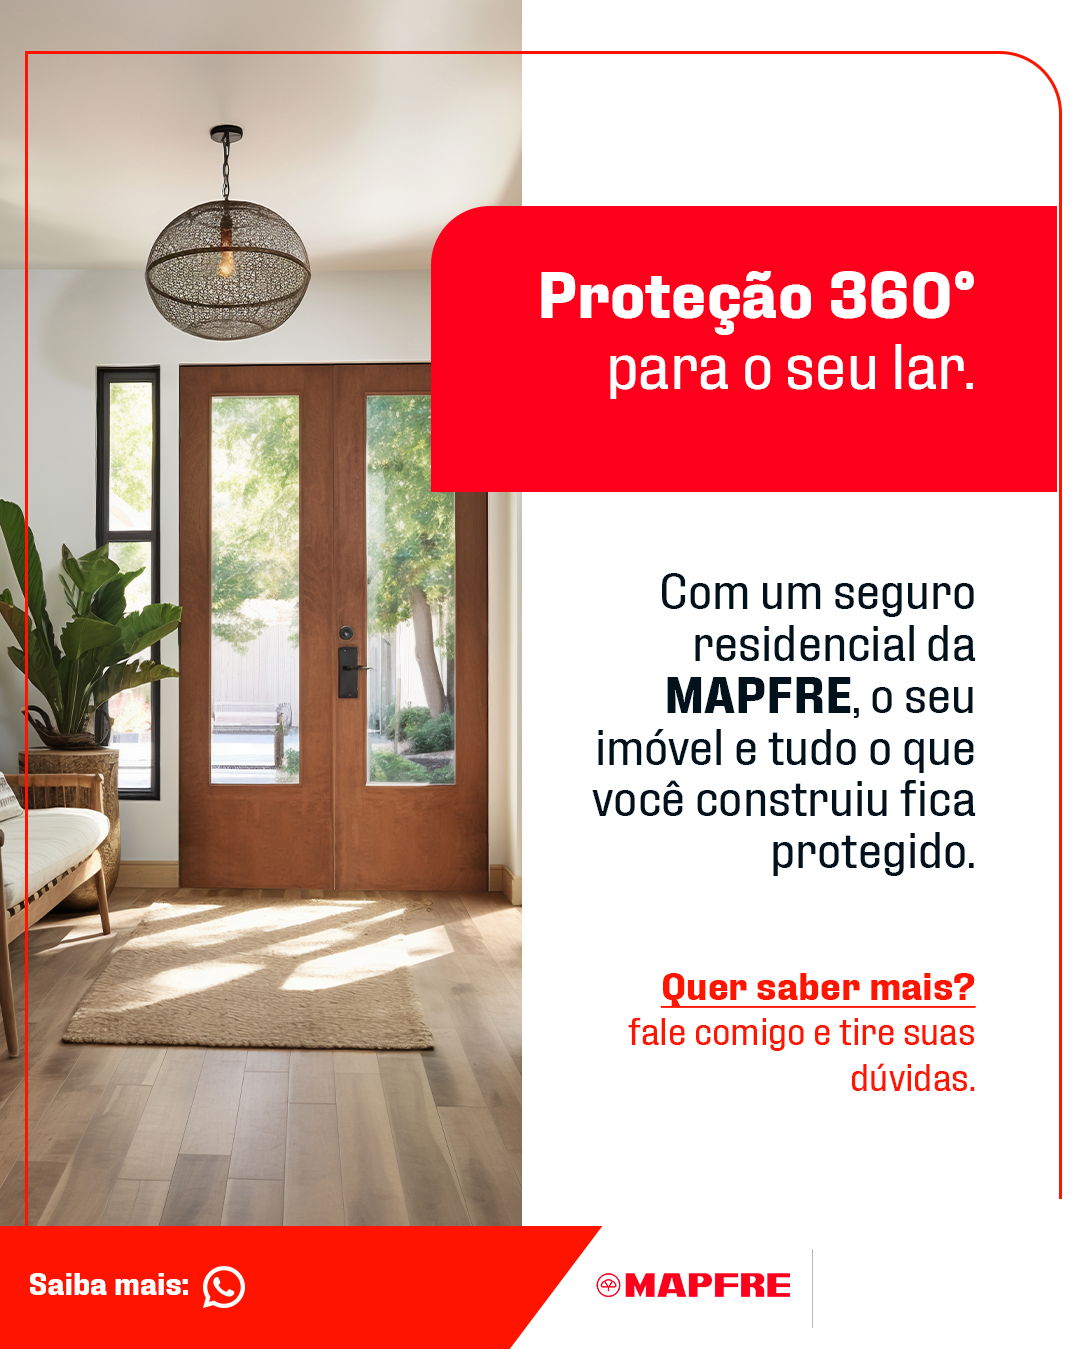 Proteção 360°
para o seu lar.
Com um seguro
residencial da
MAPFRE, o seu
imóvel e tudo o que
você construiu fica
protegido.
Quer saber mais?
fale comigo e tire suas
dúvidas.
Saiba mais:
MAPFRE